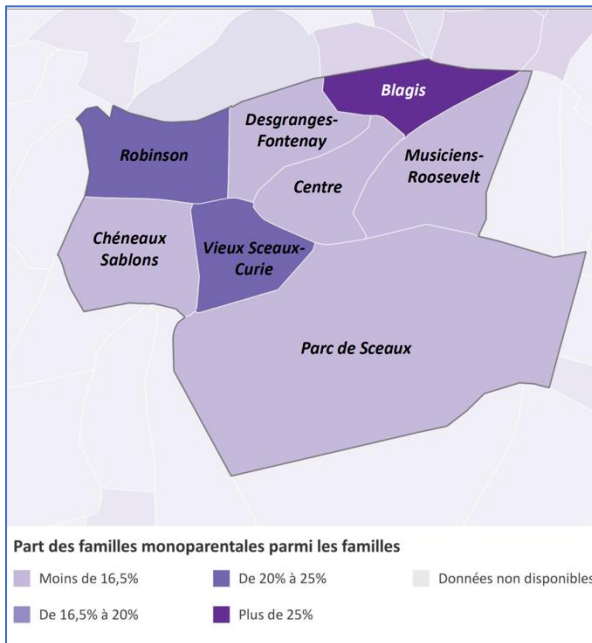 Blagis
Desgranges-
Fontenay
Robinson
Musiciens-
Roosevelt
Centre
Chéneaux
Sablons
Vieux Sceaux-
Curie
Parc de Sceaux
Part des familles monoparentales parmi les familles
Moins de 16,5%
De 20% à 25%
Données non disponibles
De 16,5% à 20%
Plus de 25%